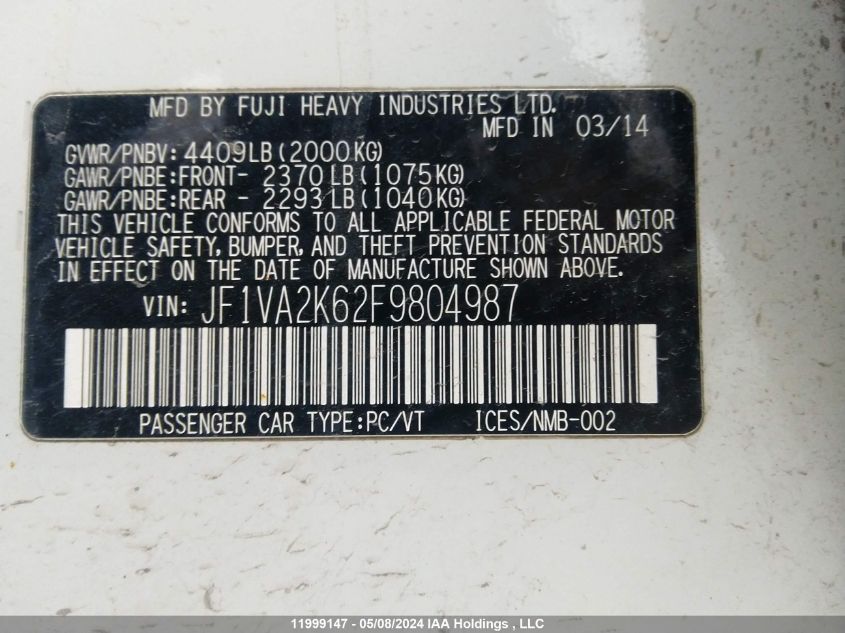 MFD BY FUJI HEAVY INDUSTRIES LTD.
MFD IN 03/14
GVWR/PNBV: 4409LB (2000KG)
GAWR/PNBE:FRONT- 2370LB (1075KG)
GAWR/PNBE:REAR - 2293LB (1040KG)
THIS VEHICLE CONFORMS TO ALL APPLICABLE FEDERAL MOTOR
VEHICLE SAFETY, BUMPER, AND THEFT PREVENTION STANDARDS
IN EFFECT ON THE DATE OF MANUFACTURE SHOWN ABOVE.
VIN: JF1VA2K62F9804987
PASSENGER CAR TYPE:PC/VT ICES/NMB-002
11999147 - 05/08/2024 IAA Holdings , LLC